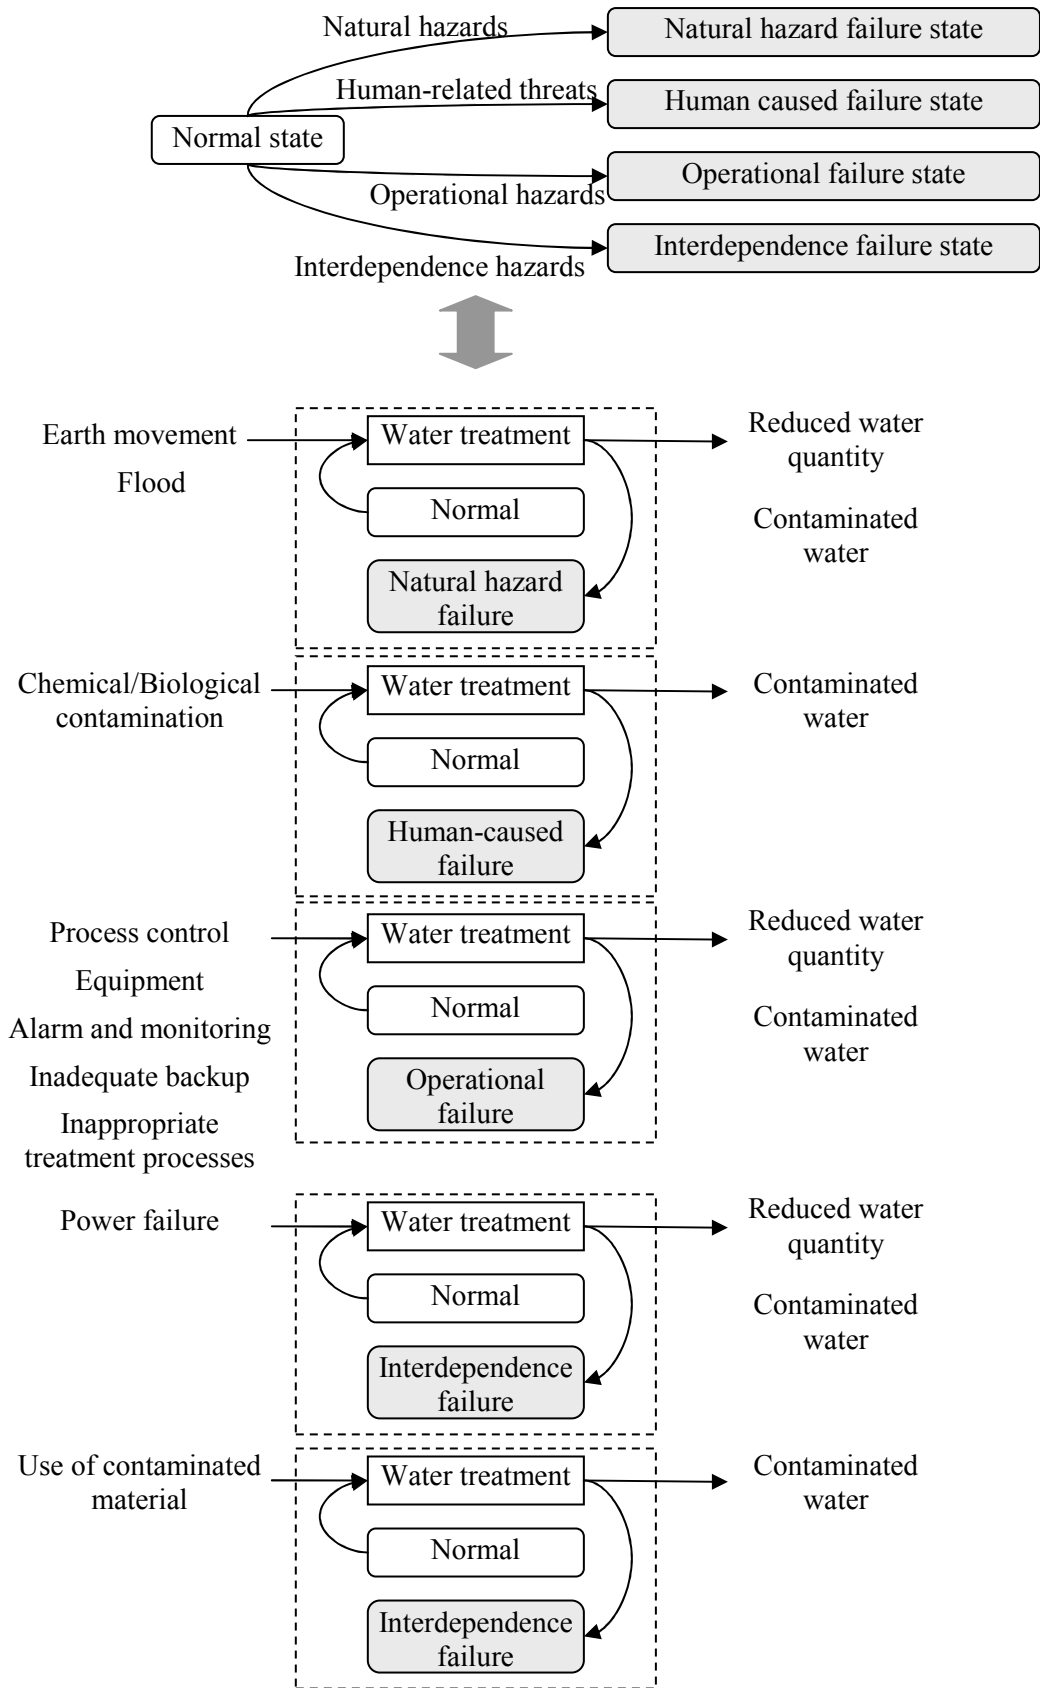 Natural hazards
Natural hazard failure state
Human-related threats
Human caused failure state
Normal state
Operational failure state
Operational hazards
Interdependence failure state
Interdependence hazards
Earth movement
Flood
Water treatment
Normal
Natural hazard
failure
Reduced water
quantity
Contaminated
water
Chemical/Biological
contamination
Water treatment
Normal
Human-caused
failure
Contaminated
water
Process control
Equipment
Alarm and monitoring
Inadequate backup
Inappropriate
treatment processes
Water treatment
Normal
Operational
failure
Reduced water
quantity
Contaminated
water
Power failure
Water treatment
Normal
Interdependence
failure
Reduced water
quantity
Contaminated
water
Use of contaminated
material
Water treatment
Normal
Interdependence
failure
Contaminated
water